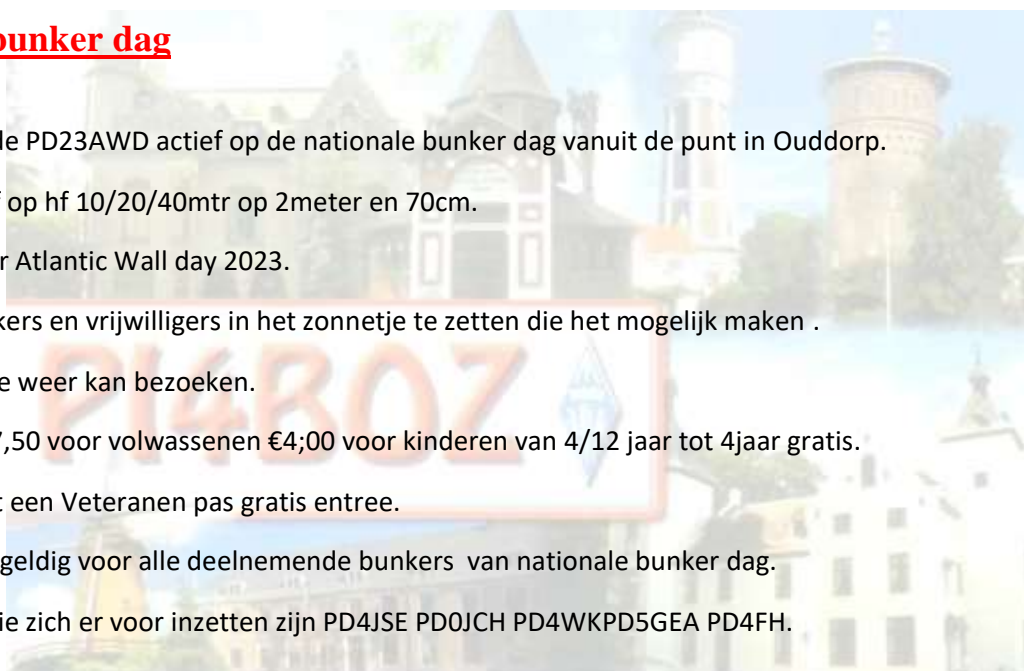 bunker dag
de PD23AWD actief op de nationale bunker dag vanuit de punt in Ouddorp.
op hf 10/20/40mtr op 2meter en 70cm.
r Atlantic Wall day 2023.
kers en vrijwilligers in het zonnetje te zetten die het mogelijk maken .
e weer kan bezoeken.
7,50 voor volwassenen €4;00 voor kinderen van 4/12 jaar tot 4jaar gratis.
t een Veteranen pas gratis entree.
geldig voor alle deelnemende bunkers  van nationale bunker dag.
ie zich er voor inzetten zijn PD4JSE PD0JCH PD4WKPD5GEA PD4FH.
PI4BOZ